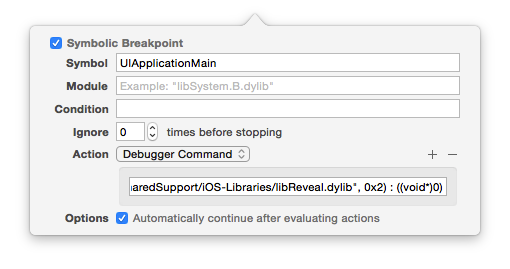 Symbolic Breakpoint
Symbol UIApplicationMain
Module Example: "libSystem.B.dylib"
Condition
Ignore 0 times before stopping
Action Debugger Command
aredSupport/iOS-Libraries/libReveal.dylib", 0x2) : ((void*)0)
Options Automatically continue after evaluating actions